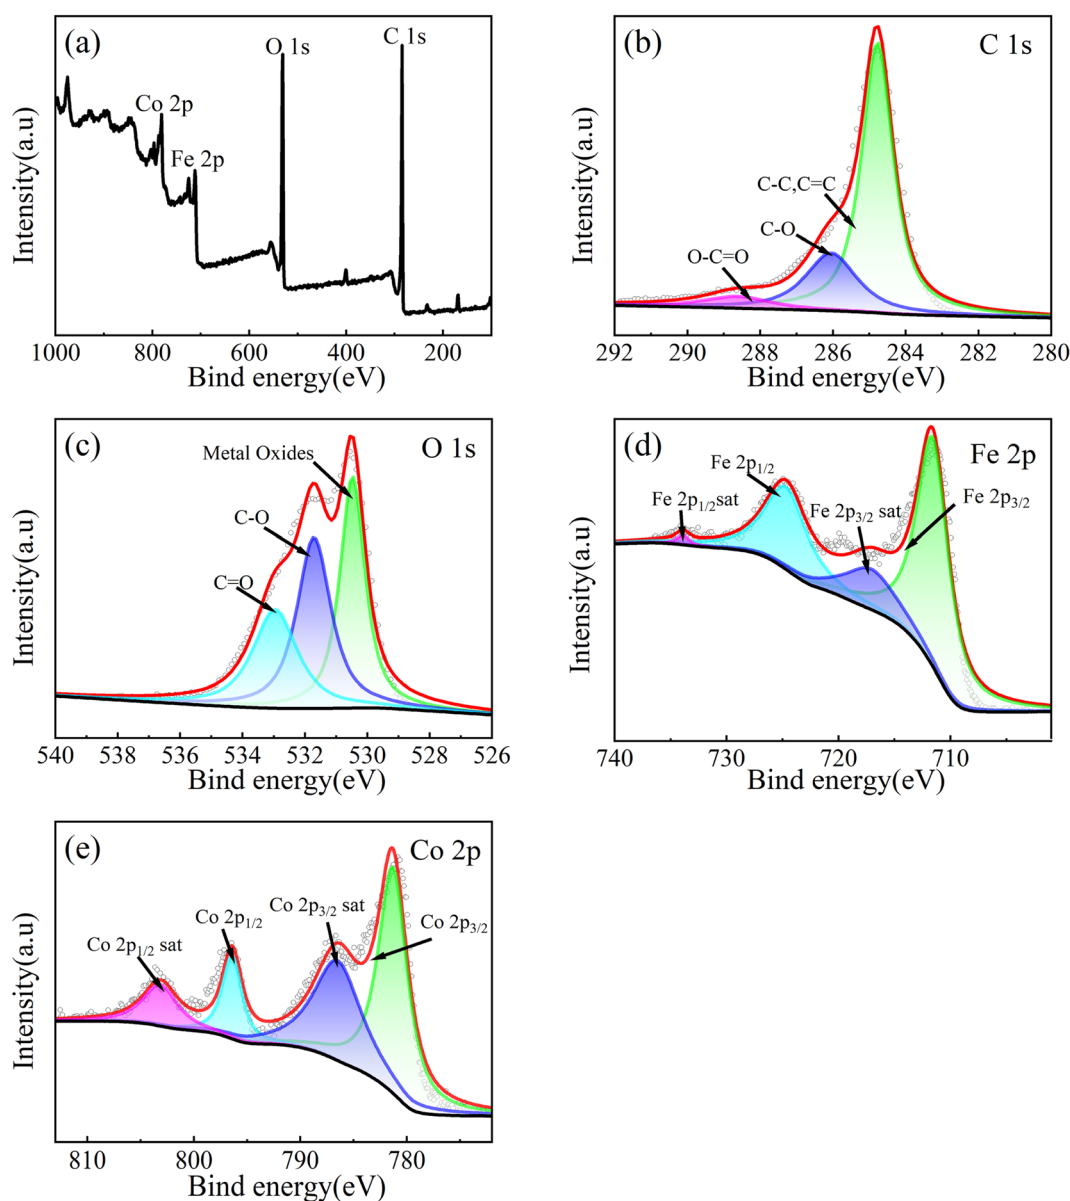 (a)
C 1s
O 1s
Co 2p
Fe 2p
Intensity(a.u)
1000 800 600 400 200
Bind energy(eV)
(b)
C 1s
C-C,C=C
C-O
O-C=O
Intensity(a.u)
292 290 288 286 284 282 280
Bind energy(eV)
(c)
O 1s
Metal Oxides
C-O
C=O
Intensity(a.u)
540 538 536 534 532 530 528 526
Bind energy(eV)
(d)
Fe 2p
Fe 2p1/2
Fe 2p1/2sat
Fe 2p3/2 sat
Fe 2p3/2
Intensity(a.u)
740 730 720 710
Bind energy(eV)
(e)
Co 2p
Co 2p1/2 sat
Co 2p1/2
Co 2p3/2 sat
Co 2p3/2
Intensity(a.u)
810 800 790 780
Bind energy(eV)